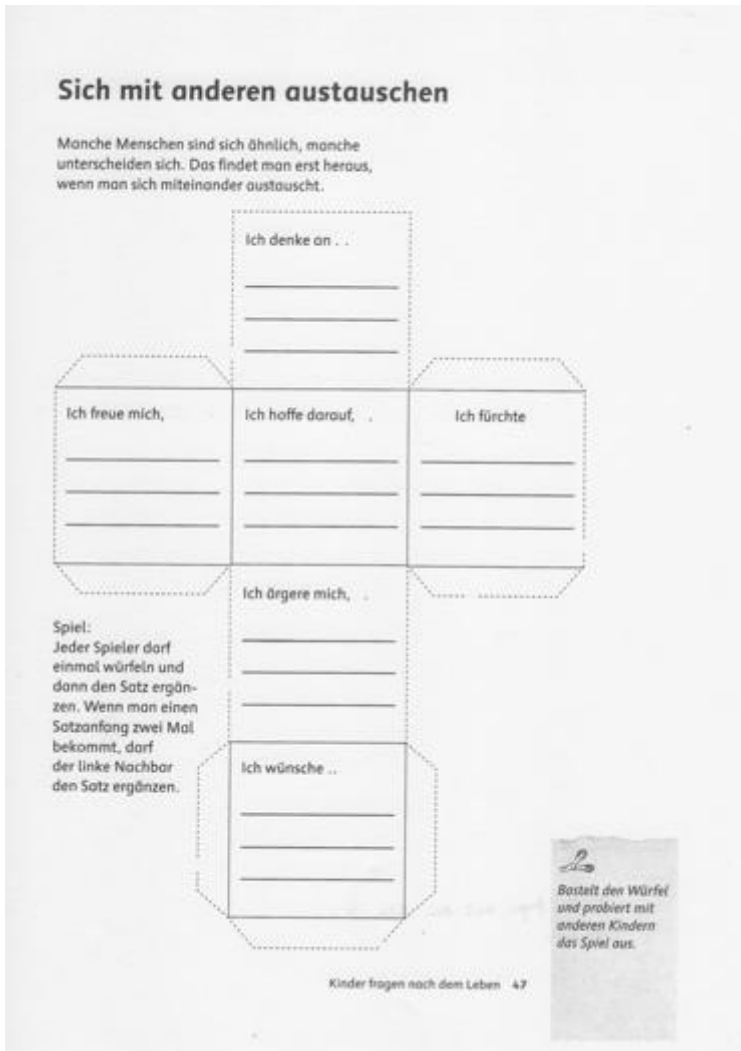 Sich mit anderen austauschen
Manche Menschen sind sich ähnlich, manche
unterscheiden sich. Das findet man erst heraus,
wenn man sich miteinander austauscht.
Ich denke an . .
Ich freue mich,
Ich hoffe darauf, .
Ich fürchte
Ich ärgere mich, .
Spiel:
Jeder Spieler darf
einmal würfeln und
dann den Satz ergän-
zen. Wenn man einen
Satzanfang zwei Mal
bekommt, darf
der linke Nachbar
den Satz ergänzen.
Ich wünsche ..
Bastelt den Würfel
und probiert mit
anderen Kindern
das Spiel aus.
Kinder fragen nach dem Leben 47